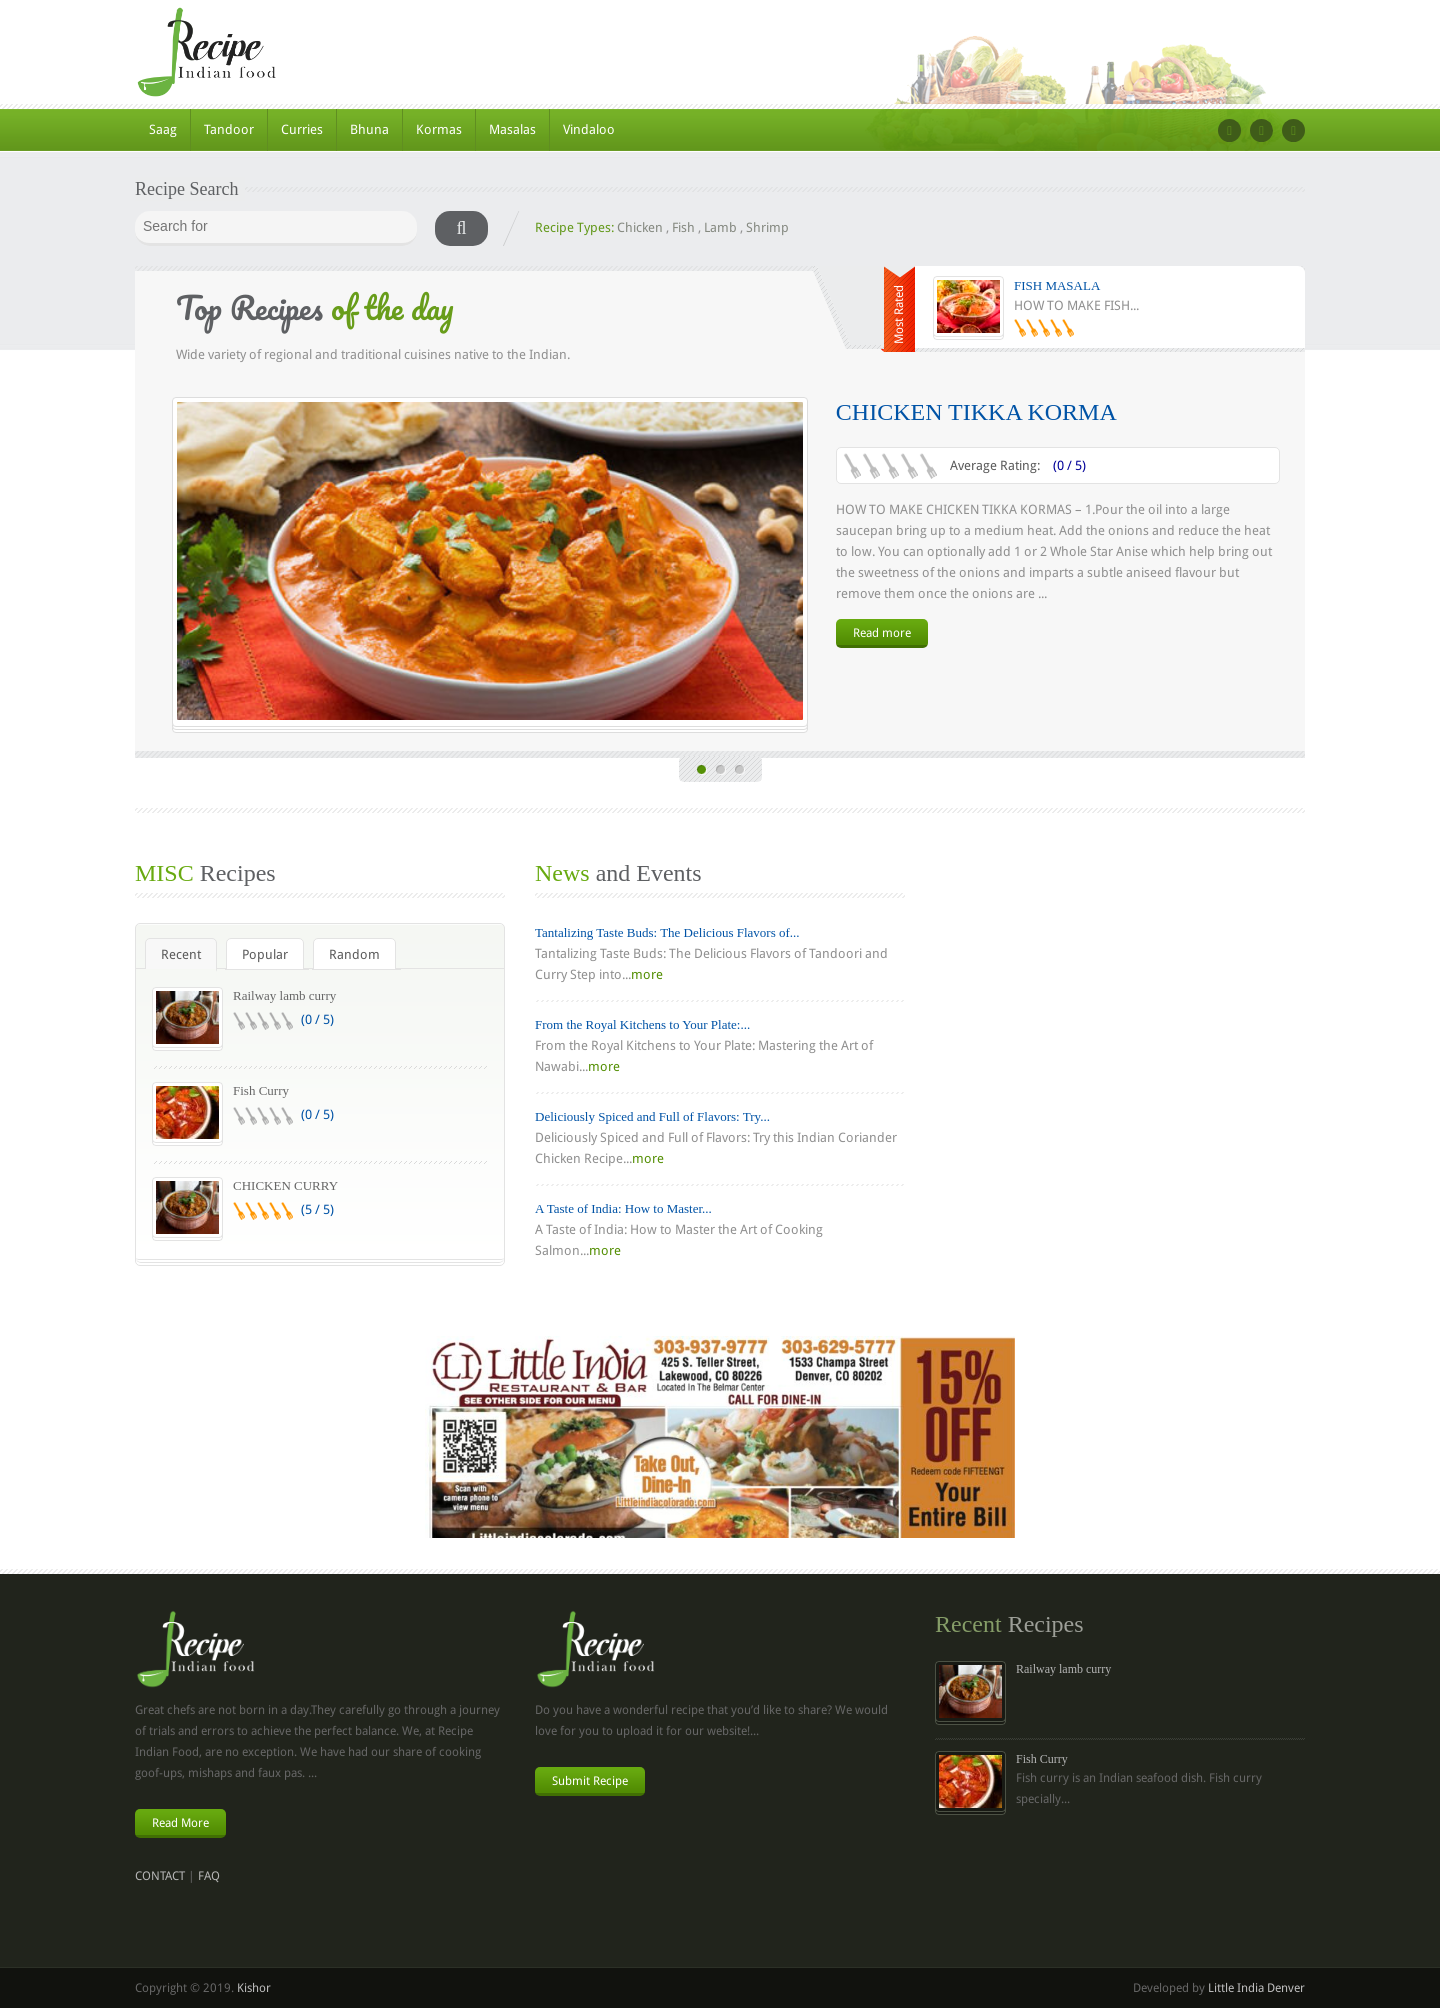 Recipe
Indian food
Saag Tandoor Curries Bhuna Kormas Masalas Vindaloo
Recipe Search
Search for
Recipe Types: Chicken , Fish , Lamb , Shrimp
Top Recipes of the day
Wide variety of regional and traditional cuisines native to the Indian.
Most Rated
FISH MASALA
HOW TO MAKE FISH...
CHICKEN TIKKA KORMA
Average Rating: (0 / 5)
HOW TO MAKE CHICKEN TIKKA KORMAS – 1.Pour the oil into a large
saucepan bring up to a medium heat. Add the onions and reduce the heat
to low. You can optionally add 1 or 2 Whole Star Anise which help bring out
the sweetness of the onions and imparts a subtle aniseed flavour but
remove them once the onions are ...
Read more
MISC Recipes
Recent Popular Random
Railway lamb curry
(0 / 5)
Fish Curry
(0 / 5)
CHICKEN CURRY
(5 / 5)
News and Events
Tantalizing Taste Buds: The Delicious Flavors of...
Tantalizing Taste Buds: The Delicious Flavors of Tandoori and
Curry Step into...more
From the Royal Kitchens to Your Plate:...
From the Royal Kitchens to Your Plate: Mastering the Art of
Nawabi...more
Deliciously Spiced and Full of Flavors: Try...
Deliciously Spiced and Full of Flavors: Try this Indian Coriander
Chicken Recipe...more
A Taste of India: How to Master...
A Taste of India: How to Master the Art of Cooking
Salmon...more
LI Little India
RESTAURANT & BAR
SEE OTHER SIDE FOR OUR MENU
303-937-9777
425 S. Teller Street,
Lakewood, CO 80226
Located in The Belmar Center
303-629-5777
1533 Champa Street
Denver, CO 80202
CALL FOR DINE-IN
Scan with
camera phone to
view menu
Take Out,
Dine-In
Littleindiacolorado.com
Littleindiacolorado.com
15%
OFF
Redeem code FIFTEENGT
Your
Entire Bill
Recipe
Indian food
Great chefs are not born in a day.They carefully go through a journey
of trials and errors to achieve the perfect balance. We, at Recipe
Indian Food, are no exception. We have had our share of cooking
goof-ups, mishaps and faux pas. ...
Read More
CONTACT | FAQ
Recipe
Indian food
Do you have a wonderful recipe that you'd like to share? We would
love for you to upload it for our website!...
Submit Recipe
Recent Recipes
Railway lamb curry
Fish Curry
Fish curry is an Indian seafood dish. Fish curry
specially...
Copyright © 2019. Kishor
Developed by Little India Denver